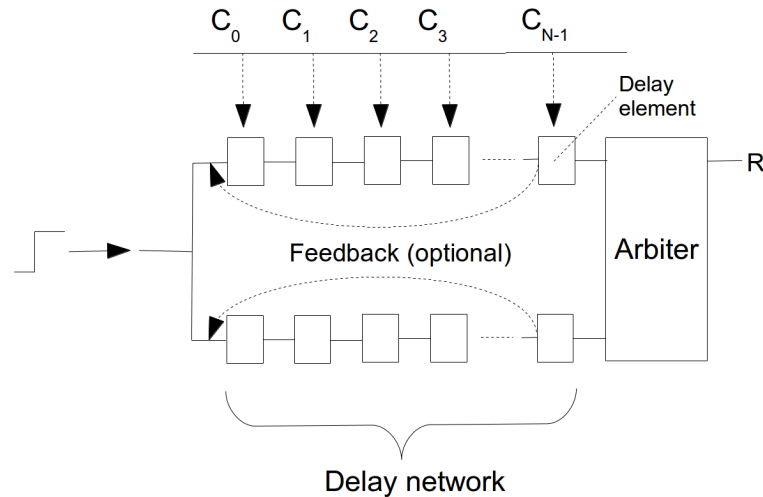 C0 C1 C2 C3 CN-1
Delay
element
R
Feedback (optional)
Arbiter
Delay network